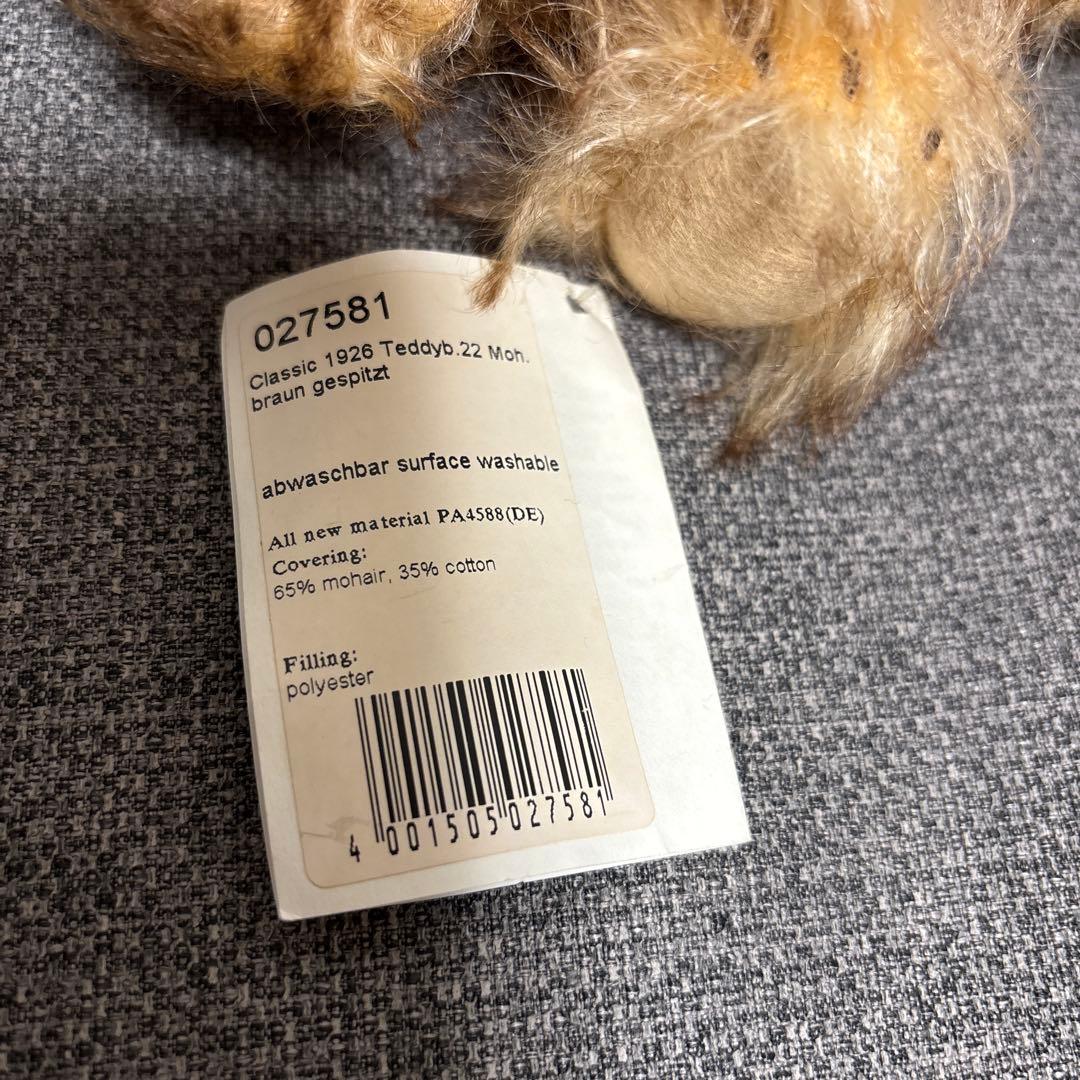 027581
Classic 1926 Teddyb.22 Moh.
braun gespitzt
abwaschbar surface washable
All new material PA4588(DE)
Covering:
65% mohair, 35% cotton
Filling:
polyester
4 001505 027581